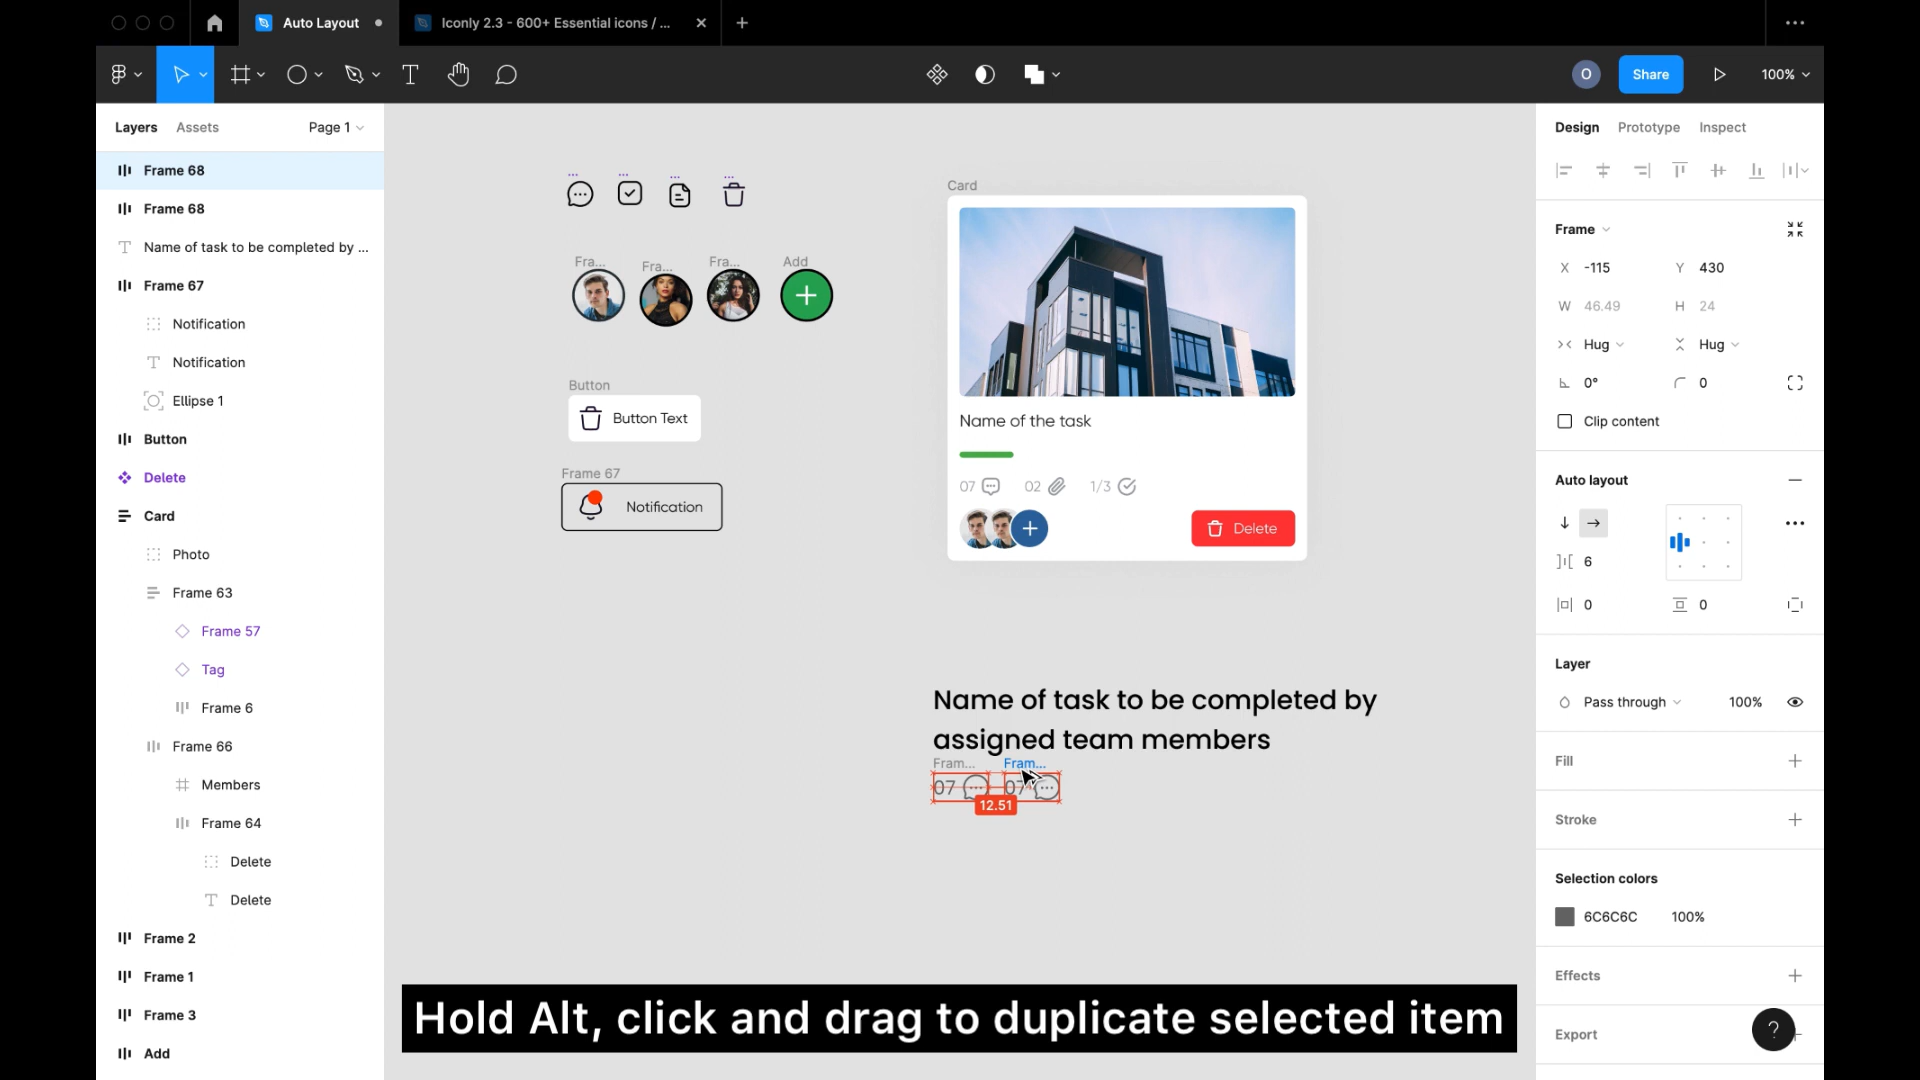 Auto Layout
Iconly 2.3 - 600+ Essential icons / ...
O
Share
100%
Layers
Assets
Page 1
Frame 68
Frame 68
Name of task to be completed by ...
Frame 67
Notification
Notification
Ellipse 1
Button
Delete
Card
Photo
Frame 63
Frame 57
Tag
Frame 6
Frame 66
Members
Frame 64
Delete
Delete
Frame 2
Frame 1
Frame 3
Add
Fra...
Fra...
Fra...
Add
Button
Button Text
Frame 67
Notification
Card
Name of the task
07
02
1/3
Delete
Name of task to be completed by
assigned team members
Fram...
Fram...
07
07
12.51
Hold Alt, click and drag to duplicate selected item
Design
Prototype
Inspect
Frame
X -115
Y 430
W 46.49
H 24
Hug
Hug
0°
0
Clip content
Auto layout
6
0
0
Layer
Pass through
100%
Fill
Stroke
Selection colors
6C6C6C
100%
Effects
Export
?